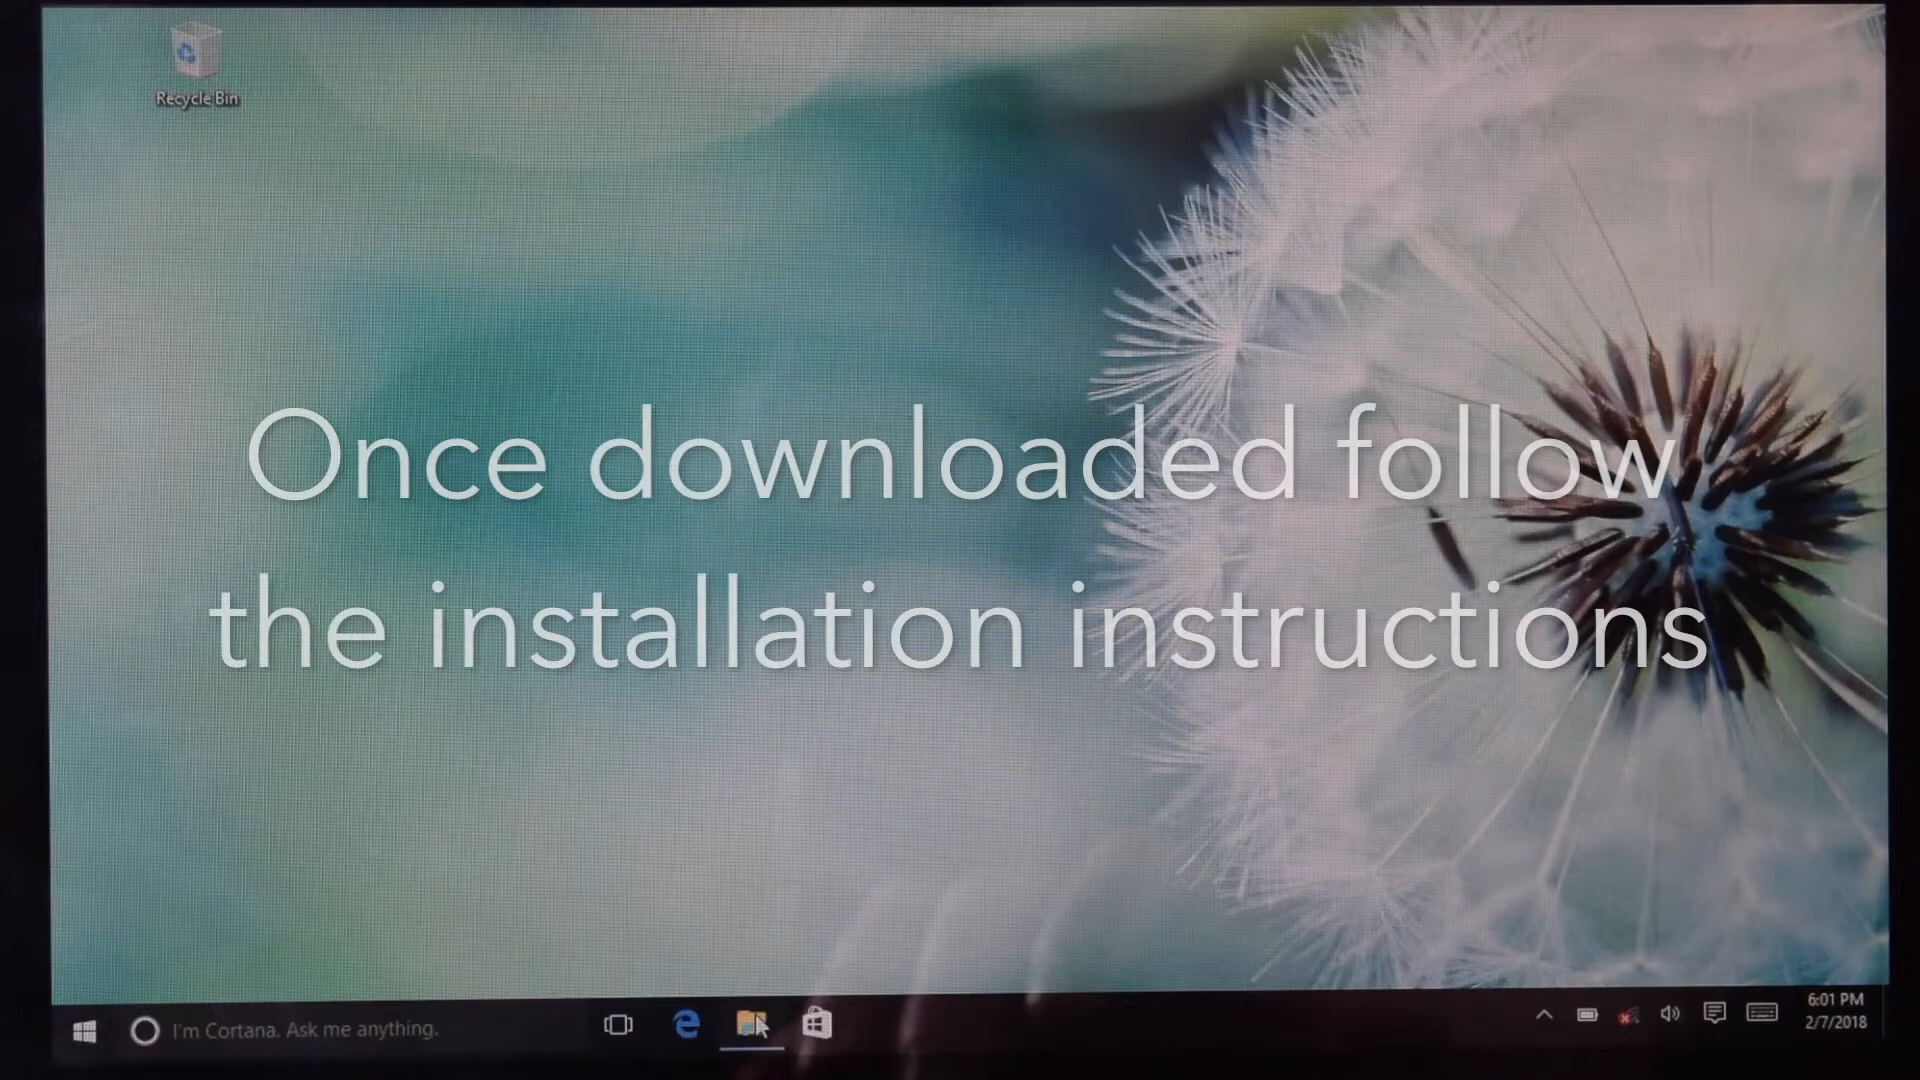 Recycle Bin
Once downloaded follow
the installation instructions
I'm Cortana. Ask me anything.
6:01 PM
2/7/2018